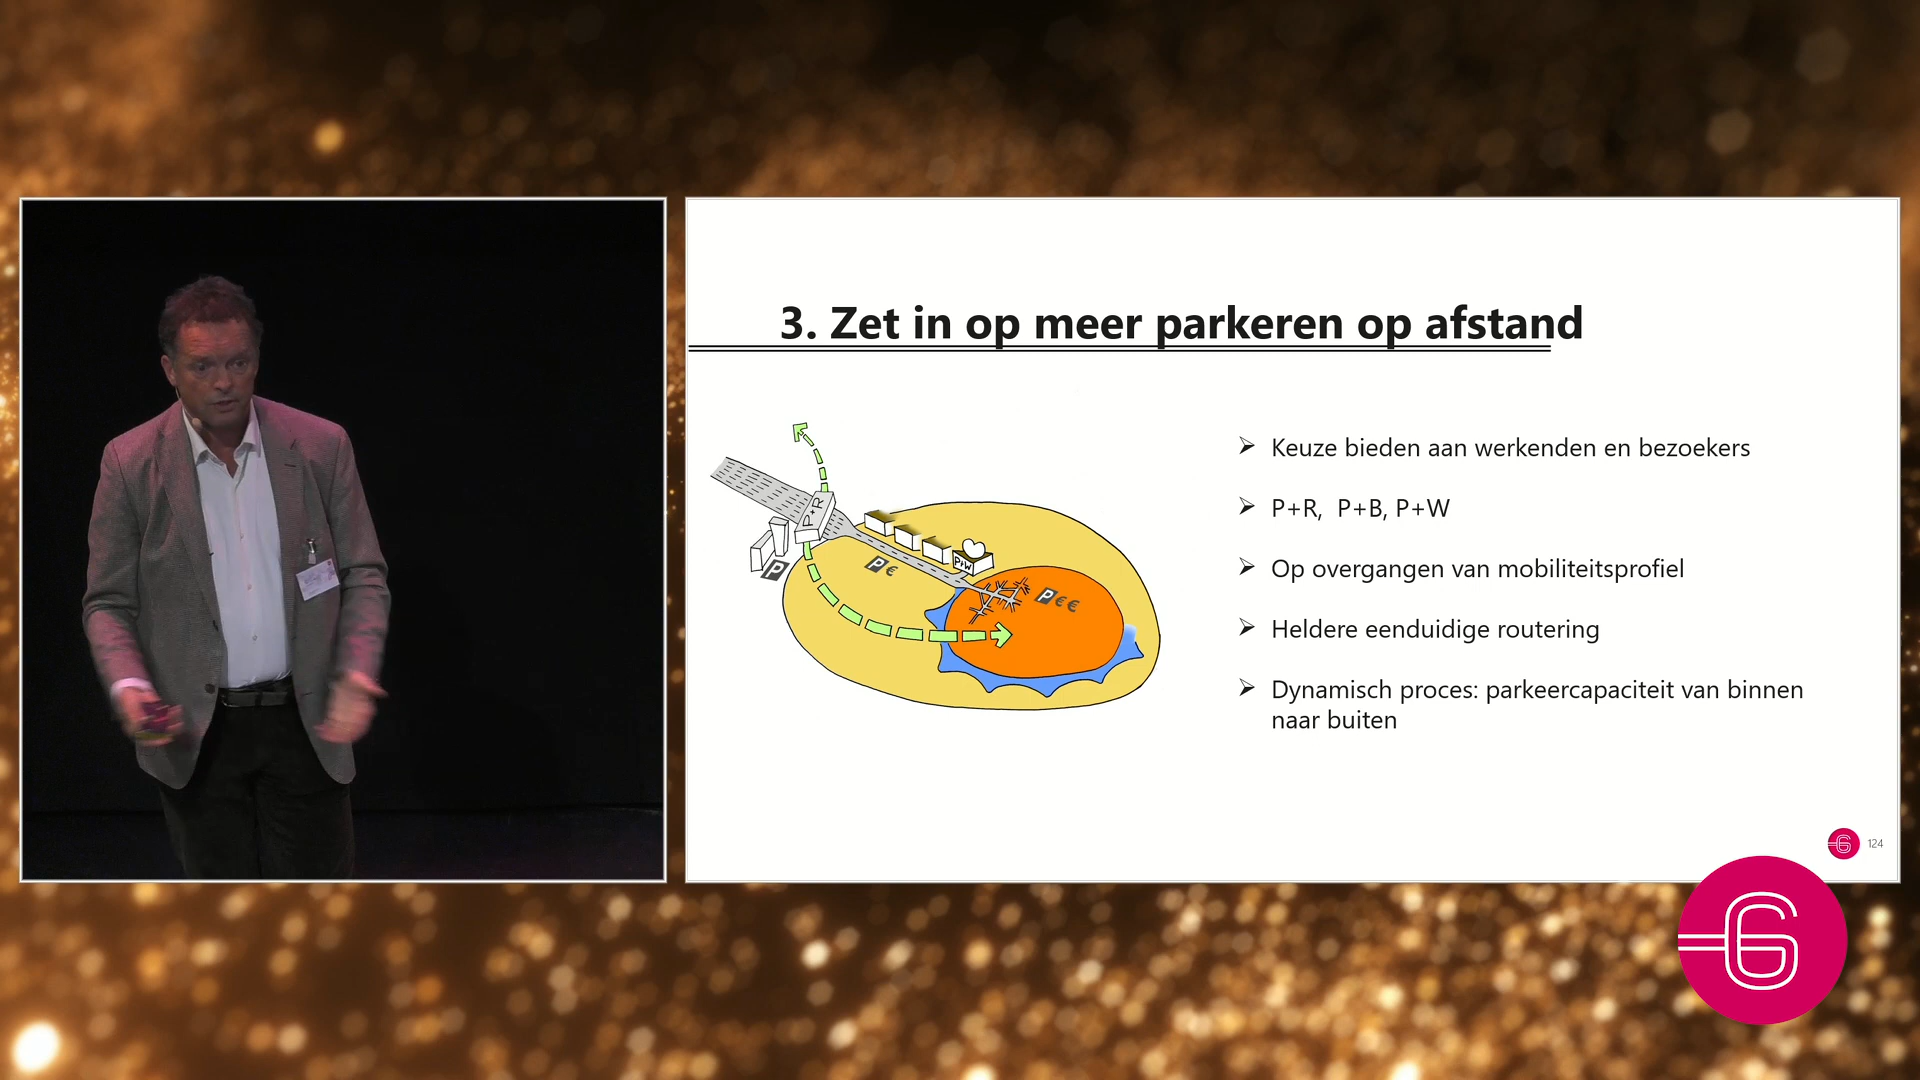 3. Zet in op meer parkeren op afstand
P+R
P
P€
P+W
P€€
➢ Keuze bieden aan werkenden en bezoekers
➢ P+R,  P+B, P+W
➢ Op overgangen van mobiliteitsprofiel
➢ Heldere eenduidige routering
➢ Dynamisch proces: parkeercapaciteit van binnen
naar buiten
G 124
G